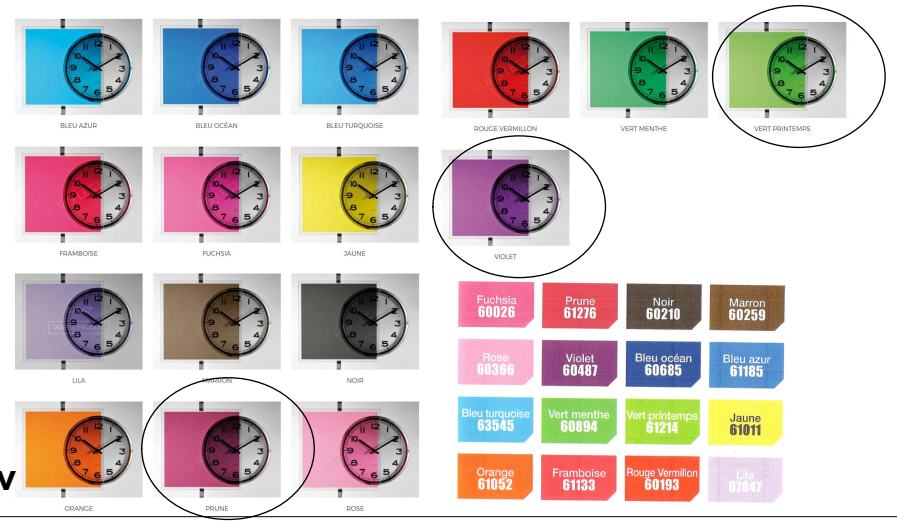 BLEU AZUR
BLEU OCÉAN
BLEU TURQUOISE
ROUGE VERMILLON
VERT MENTHE
VERT PRINTEMPS
FRAMBOISE
FUCHSIA
JAUNE
VIOLET
LILA
MARRON
NOIR
ORANGE
PRUNE
ROSE
V
Fuchsia
60026
Prune
61276
Noir
60210
Marron
60259
Rose
60366
Violet
60487
Bleu océan
60685
Bleu azur
61185
Bleu turquoise
63545
Vert menthe
60894
Vert printemps
61214
Jaune
61011
Orange
61052
Framboise
61133
Rouge Vermillon
60193
Lila
67047